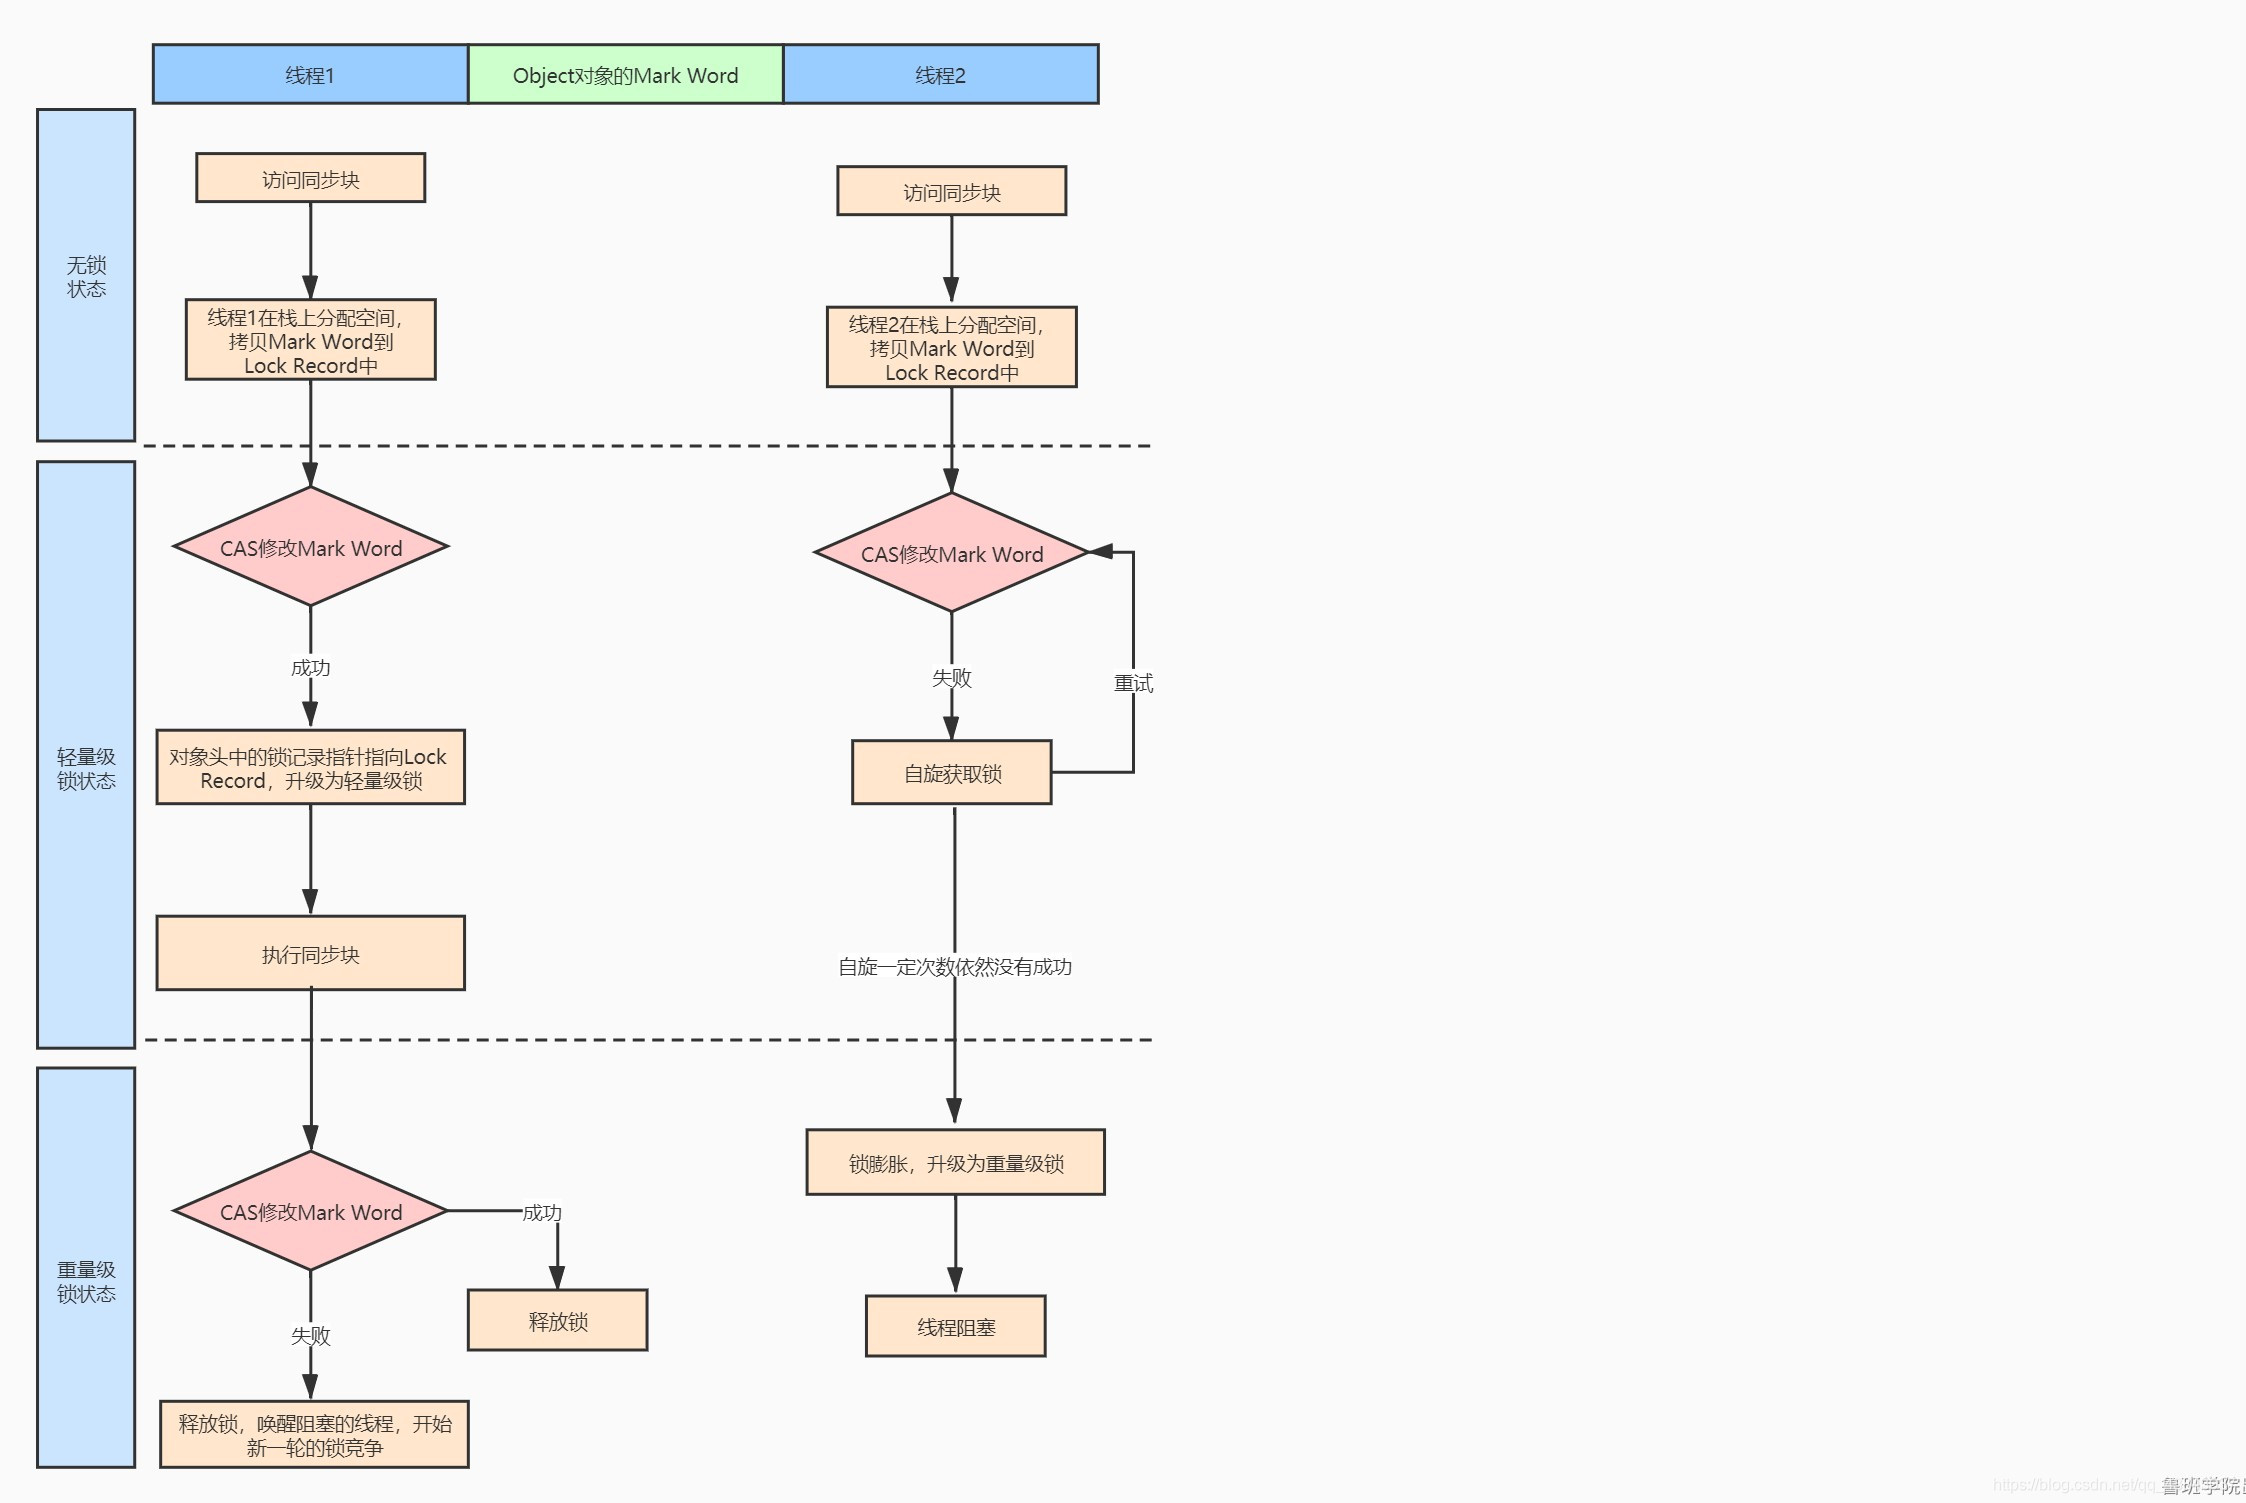 线程1
Object对象的Mark Word
线程2
无锁
状态
访问同步块
访问同步块
线程1在栈上分配空间，
拷贝Mark Word到
Lock Record中
线程2在栈上分配空间，
拷贝Mark Word到
Lock Record中
轻量级
锁状态
CAS修改Mark Word
CAS修改Mark Word
成功
失败
重试
对象头中的锁记录指针指向Lock
Record，升级为轻量级锁
自旋获取锁
执行同步块
自旋一定次数依然没有成功
重量级
锁状态
CAS修改Mark Word
成功
锁膨胀，升级为重量级锁
释放锁
线程阻塞
失败
释放锁，唤醒阻塞的线程，开始
新一轮的锁竞争
https://blog.csdn.net/qq_
鲁班学院